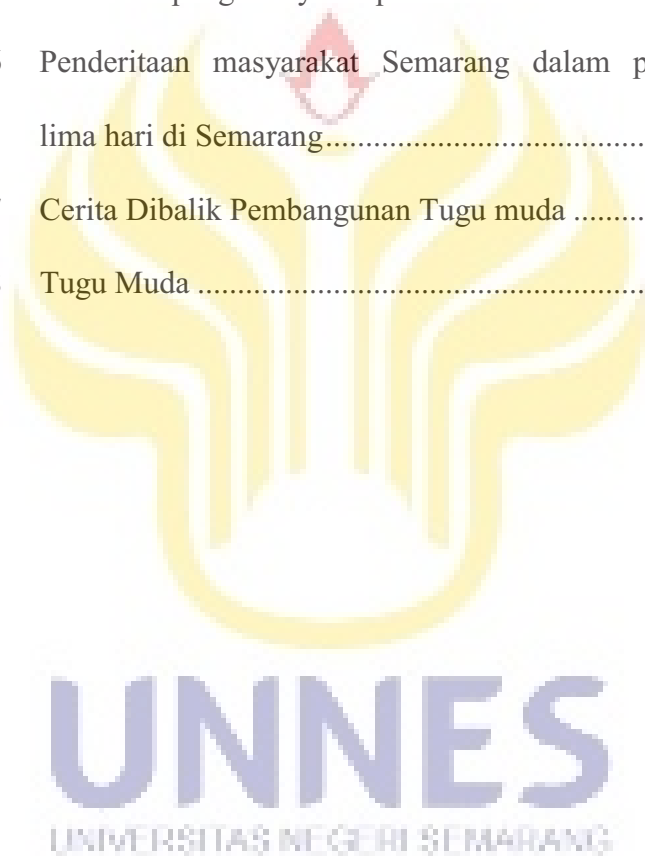 Penderitaan masyarakat Semarang dalam p
lima hari di Semarang.......................................
Cerita Dibalik Pembangunan Tugu muda .........
Tugu Muda .......................................................
UNNES
UNIVERSITAS NEGERI SEMARANG